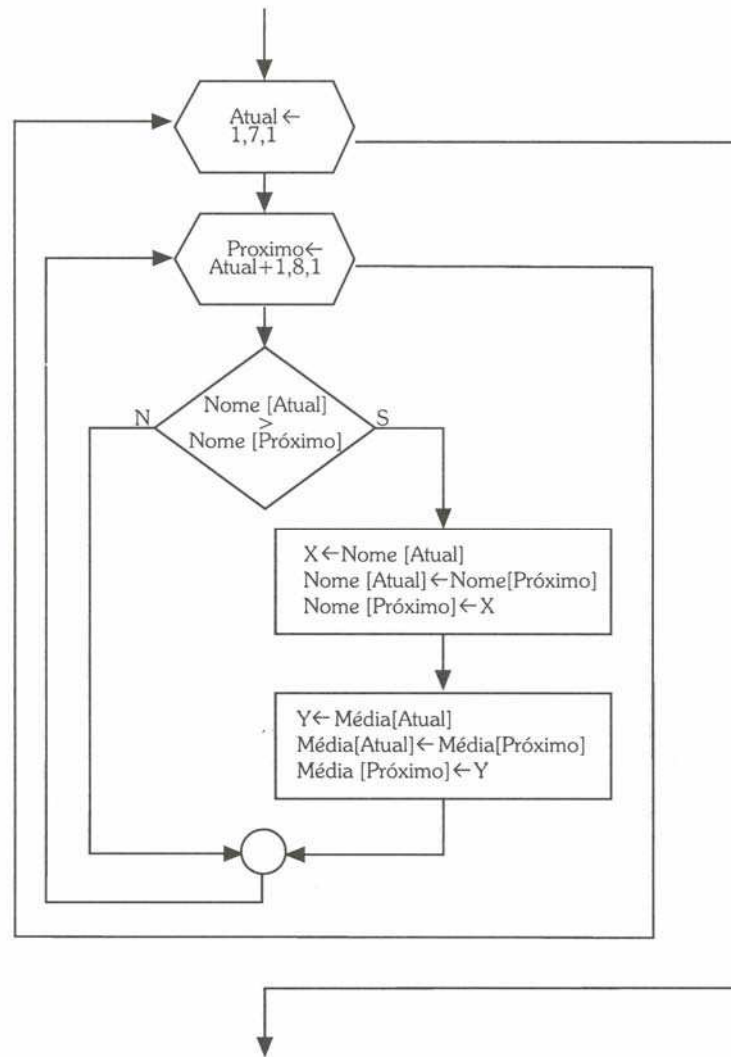 Atual ←
1,7,1
Proximo←
Atual+1,8,1
Nome [Atual]
>
Nome [Próximo]
N
S
X←Nome [Atual]
Nome [Atual]←Nome[Próximo]
Nome [Próximo]←X
Y←Média[Atual]
Média[Atual]←Média[Próximo]
Média [Próximo]←Y